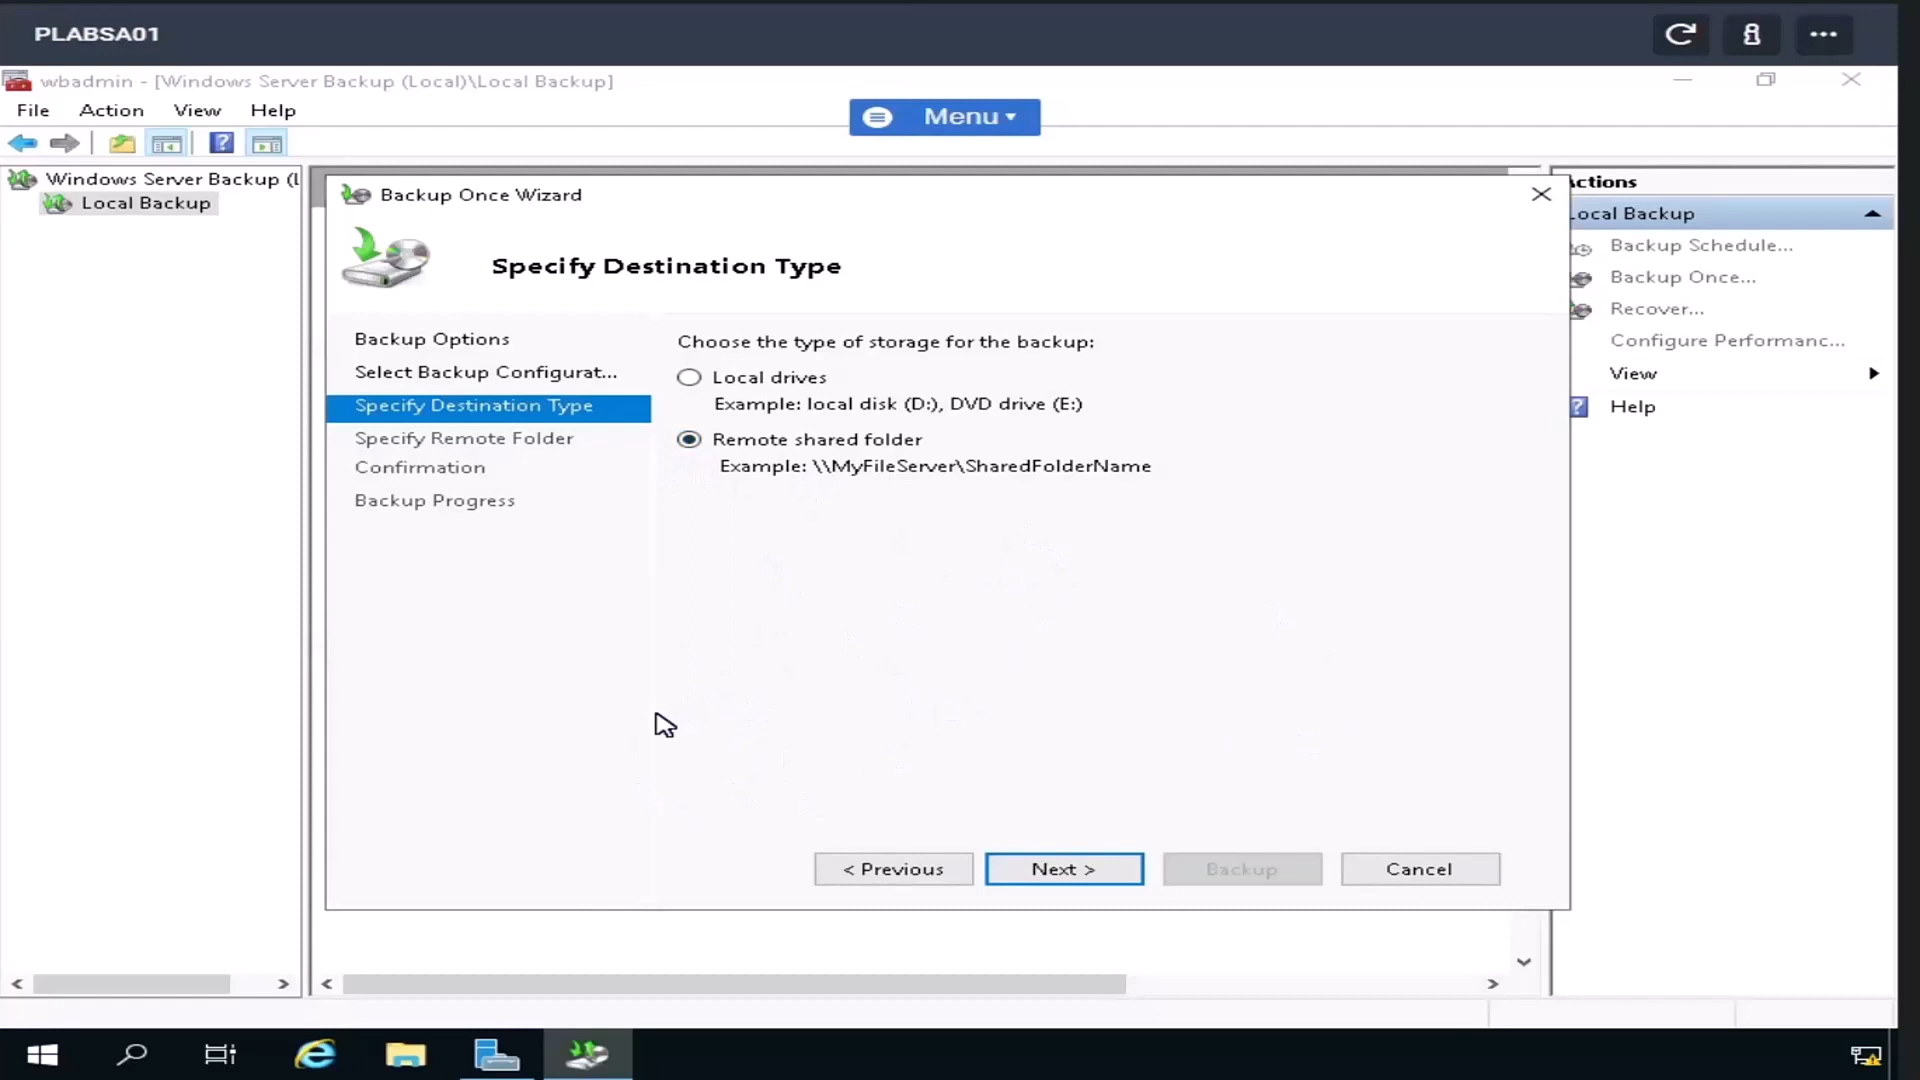 PLABSA01
wbadmin - [Windows Server Backup (Local)\Local Backup]
File Action View Help
Menu
Windows Server Backup (L
Local Backup
Backup Once Wizard
Specify Destination Type
Backup Options
Select Backup Configurat...
Specify Destination Type
Specify Remote Folder
Confirmation
Backup Progress
Choose the type of storage for the backup:
Local drives
Example: local disk (D:), DVD drive (E:)
Remote shared folder
Example: \\MyFileServer\SharedFolderName
< Previous
Next >
Backup
Cancel
Actions
Local Backup
Backup Schedule...
Backup Once...
Recover...
Configure Performanc...
View
Help